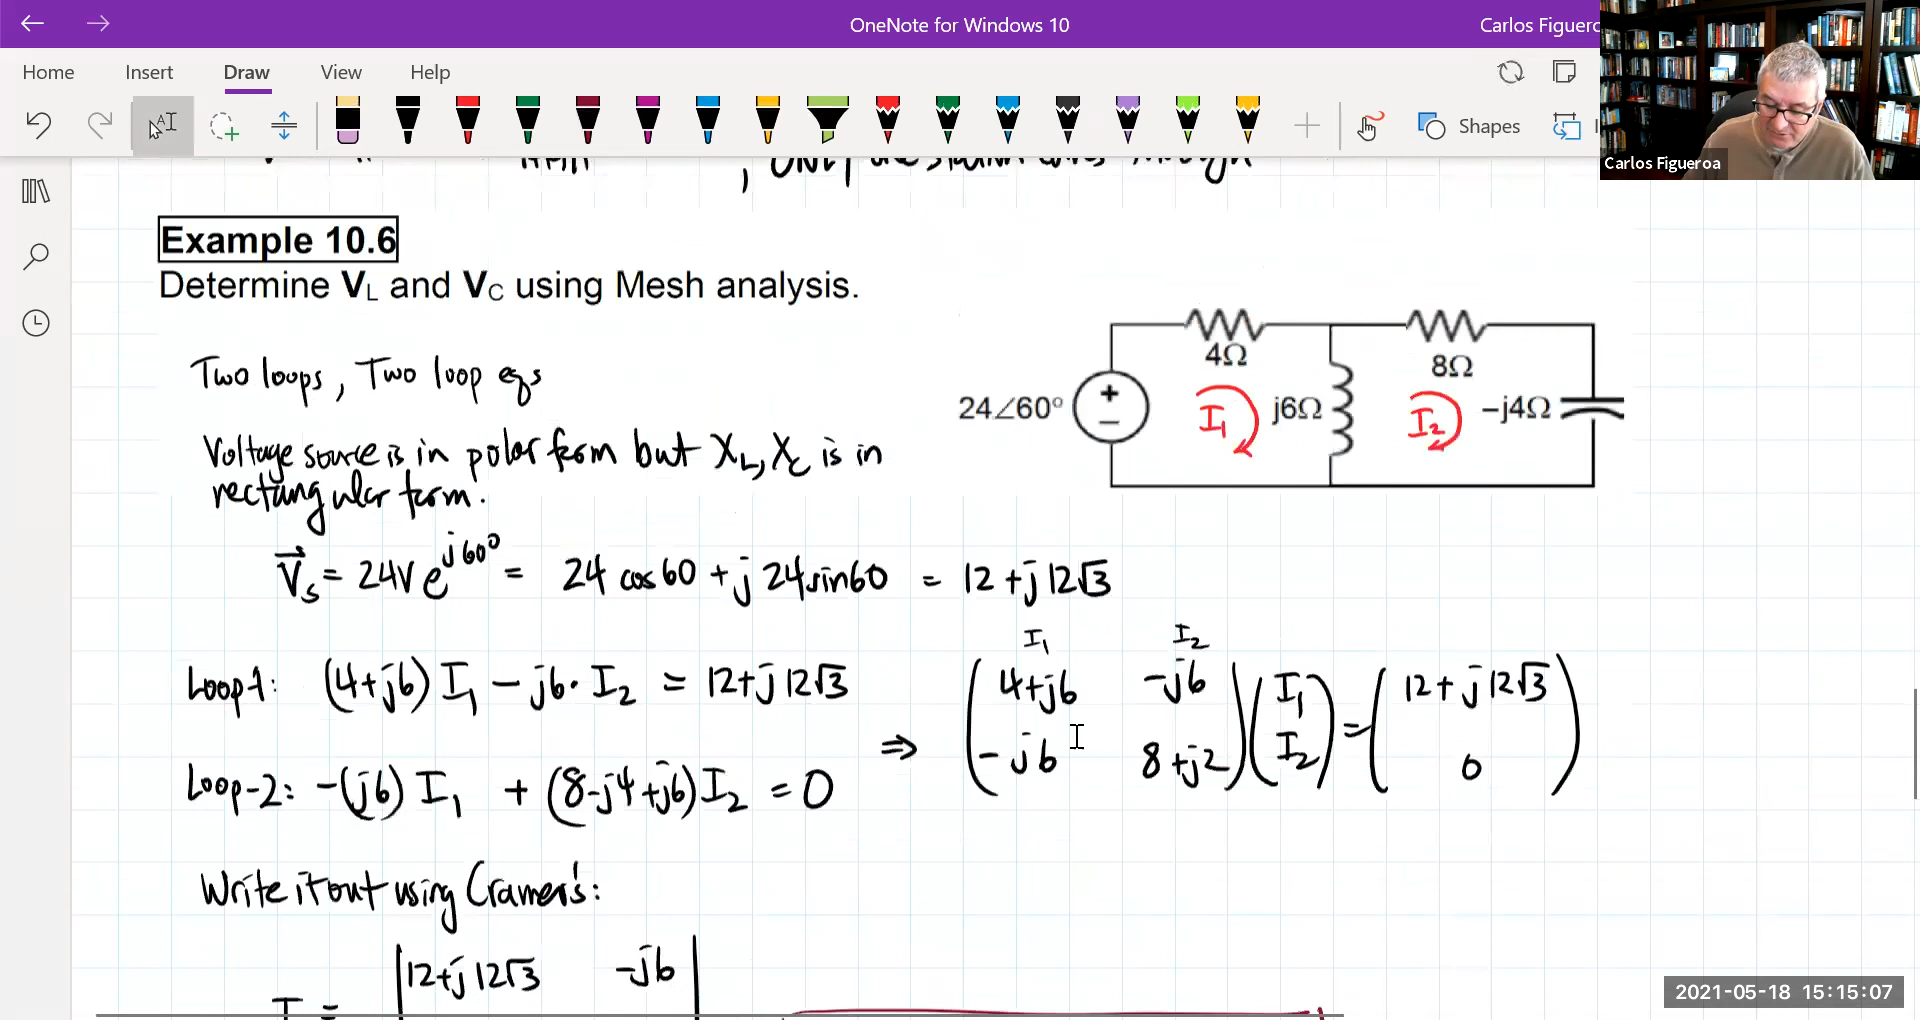 OneNote for Windows 10
Carlos Figuero
Home Insert Draw View Help
Shapes
Carlos Figueroa
Example 10.6
Determine VL and VC using Mesh analysis.
Two loops, Two loop eqs
Voltage source is in polar form but XL, XC is in
rectangular form.
4Ω
8Ω
24∠60°
+
−
I₁
j6Ω
I₂
−j4Ω
V⃗s = 24V e^j60° = 24 cos60 + j 24 sin60 = 12 + j 12√3
I₁ I₂
Loop 1: (4+j6) I₁ − j6· I₂ = 12+j 12√3
⇒ (4+j6 −j6 −j6 8+j2) (I₁ I₂) = (12+j 12√3 0)
Loop-2: −(j6) I₁ + (8−j4+j6) I₂ = 0
Write it out using Cramer's:
|12+j 12√3 −j6|
I =
2021-05-18 15:15:07